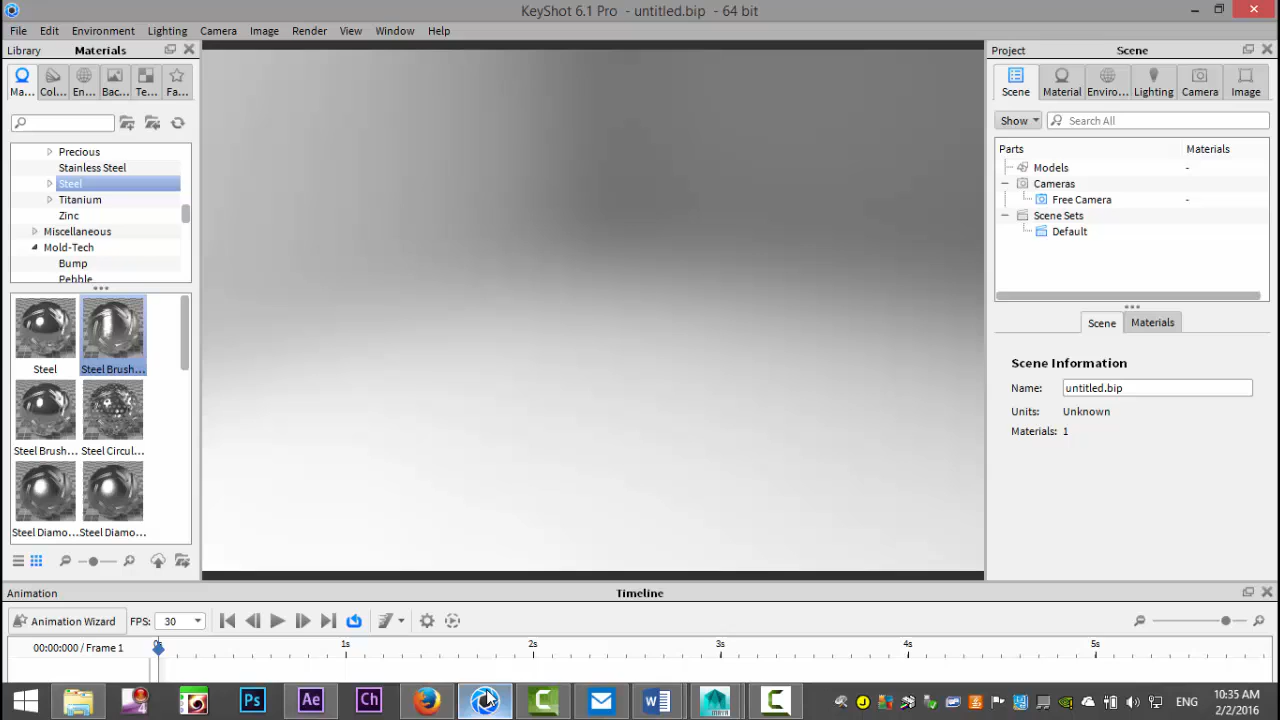 KeyShot 6.1 Pro - untitled.bip - 64 bit
File Edit Environment Lighting Camera Image Render View Window Help
Library Materials
Ma... Col... En... Bac... Te... Fa...
Precious
Stainless Steel
Steel
Titanium
Zinc
Miscellaneous
Mold-Tech
Bump
Pebble
Steel Steel Brush...
Steel Brush... Steel Circul...
Steel Diamo... Steel Diamo...
Project Scene
Scene Material Enviro... Lighting Camera Image
Show Search All
Parts Materials
Models -
Cameras
Free Camera -
Scene Sets
Default
Scene Materials
Scene Information
Name: untitled.bip
Units: Unknown
Materials: 1
Animation Timeline
Animation Wizard FPS: 30
00:00:000 / Frame 1 0s 1s 2s 3s 4s 5s
Ps Ae Ch ENG 10:35 AM
2/2/2016